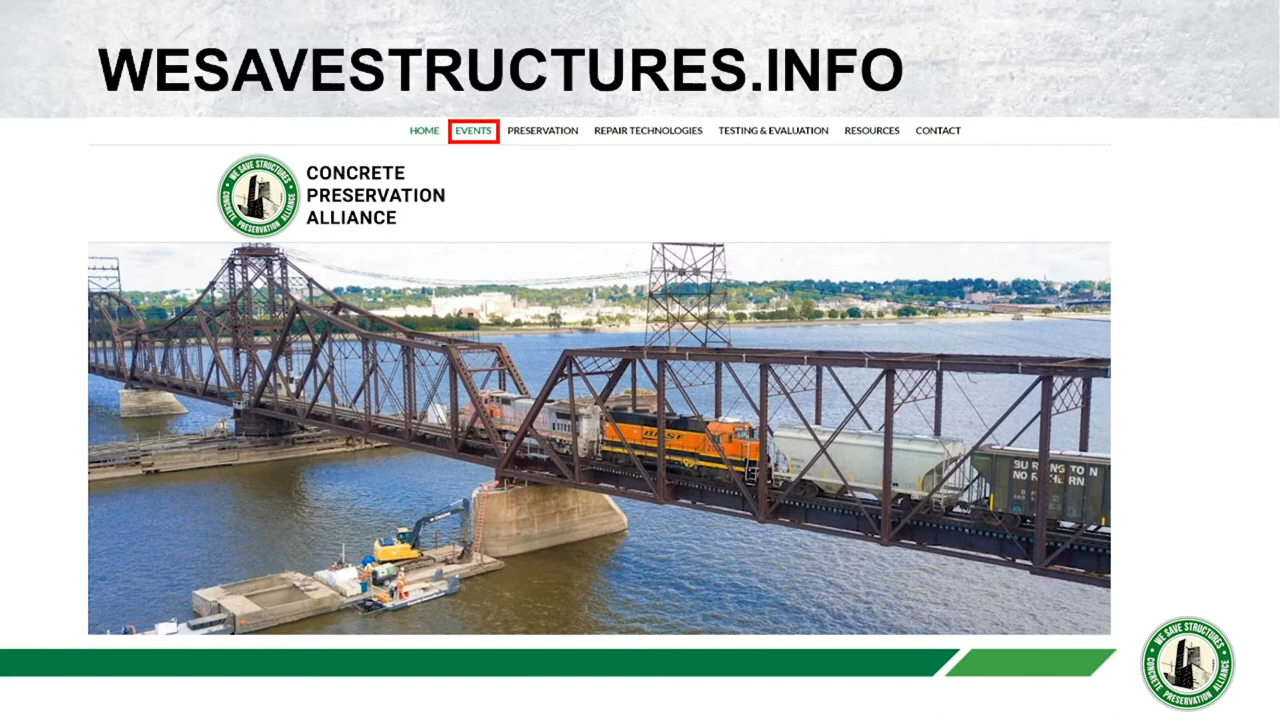 WESAVESTRUCTURES.INFO
HOME EVENTS PRESERVATION REPAIR TECHNOLOGIES TESTING & EVALUATION RESOURCES CONTACT
WE SAVE STRUCTURES
CONCRETE PRESERVATION ALLIANCE
CONCRETE
PRESERVATION
ALLIANCE
BNSF
BURLINGTON
NORTHERN
WE SAVE STRUCTURES
CONCRETE PRESERVATION ALLIANCE